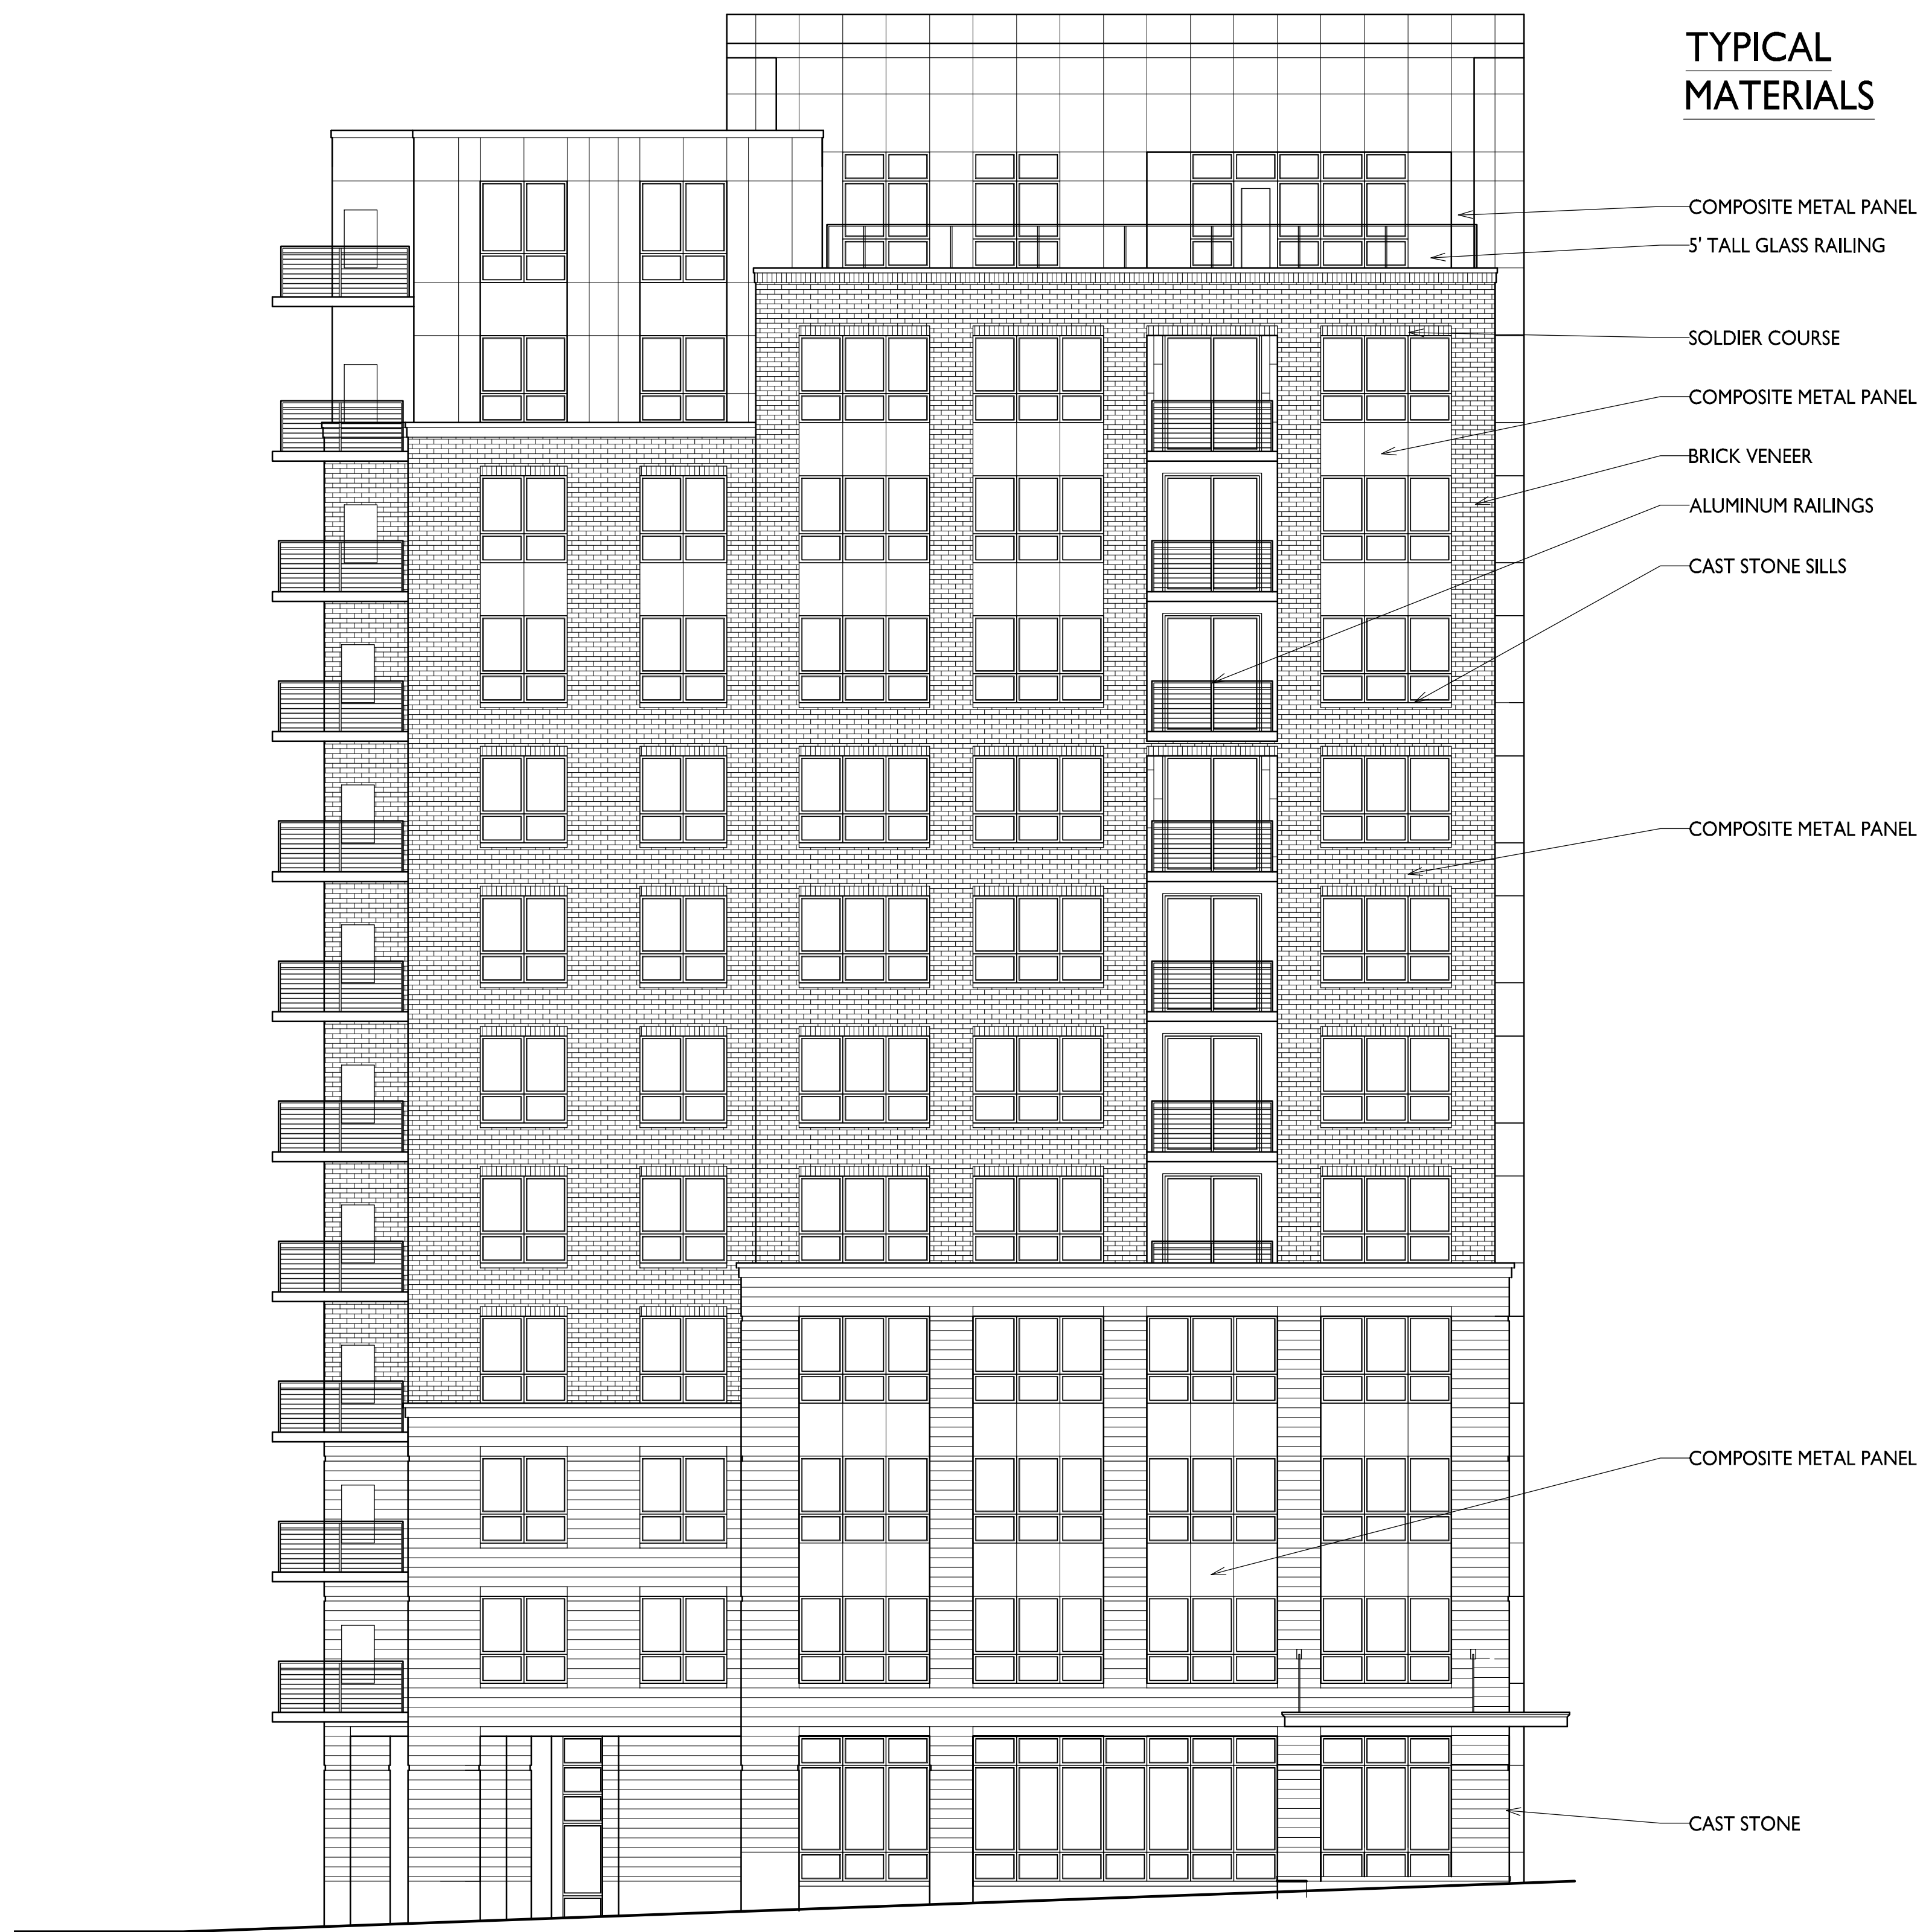 TYPICAL
MATERIALS
COMPOSITE METAL PANEL
5' TALL GLASS RAILING
SOLDIER COURSE
COMPOSITE METAL PANEL
BRICK VENEER
ALUMINUM RAILINGS
CAST STONE SILLS
COMPOSITE METAL PANEL
COMPOSITE METAL PANEL
CAST STONE